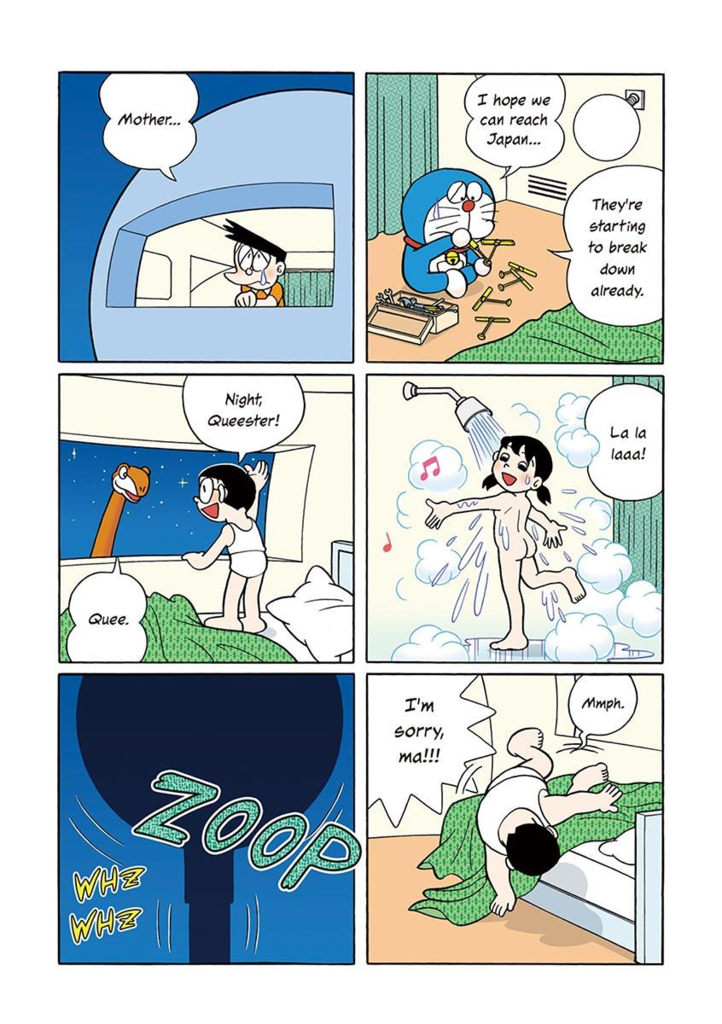 Mother...
I hope we
can reach
Japan...
They're
starting
to break
down
already.
Night,
Queester!
Quee.
La la
laaa!
ZOOP
WHZ
WHZ
I'm
sorry,
ma!!!
Mmph.